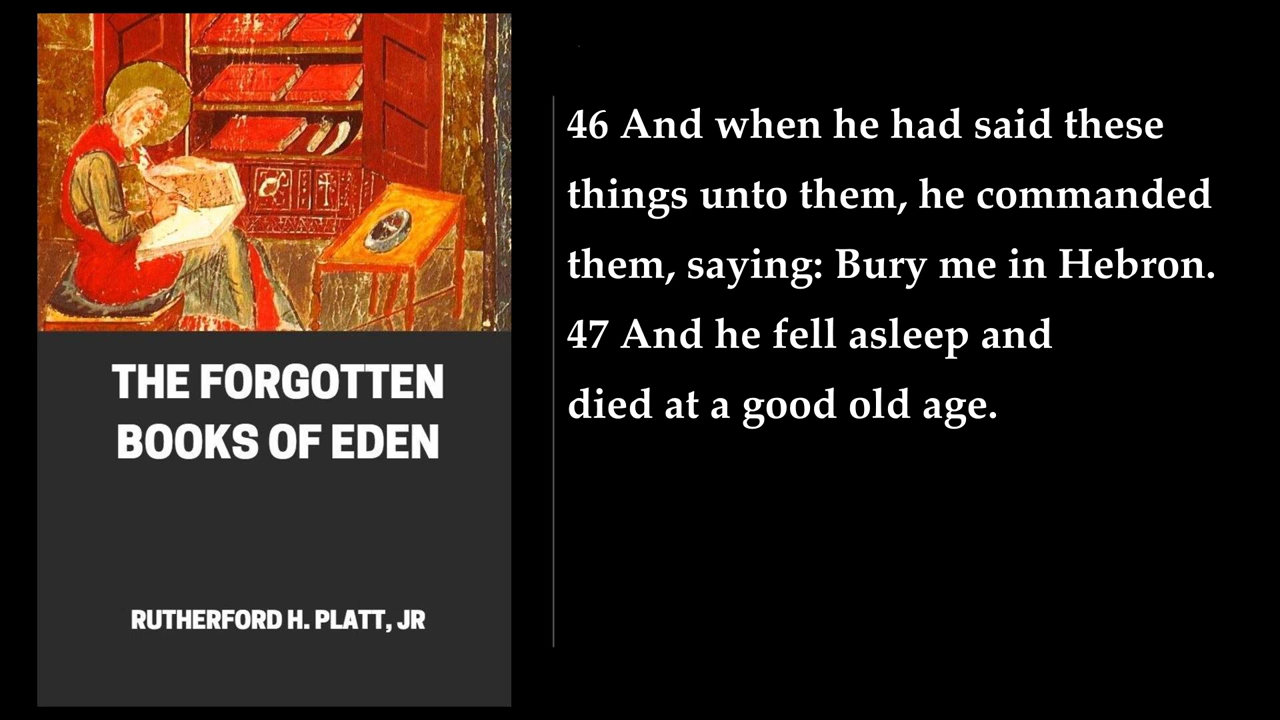 THE FORGOTTEN
BOOKS OF EDEN
RUTHERFORD H. PLATT, JR
46 And when he had said these
things unto them, he commanded
them, saying: Bury me in Hebron.
47 And he fell asleep and
died at a good old age.